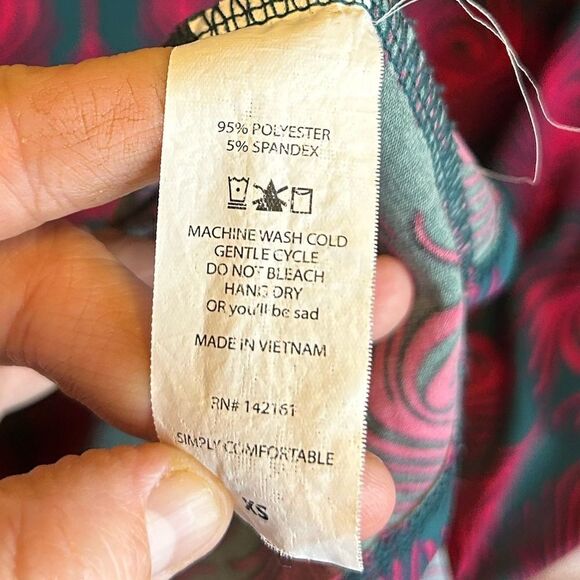 95% POLYESTER
5% SPANDEX
MACHINE WASH COLD
GENTLE CYCLE
DO NOT BLEACH
HANG DRY
OR you'll be sad
MADE IN VIETNAM
RN# 142161
SIMPLY COMFORTABLE
XS